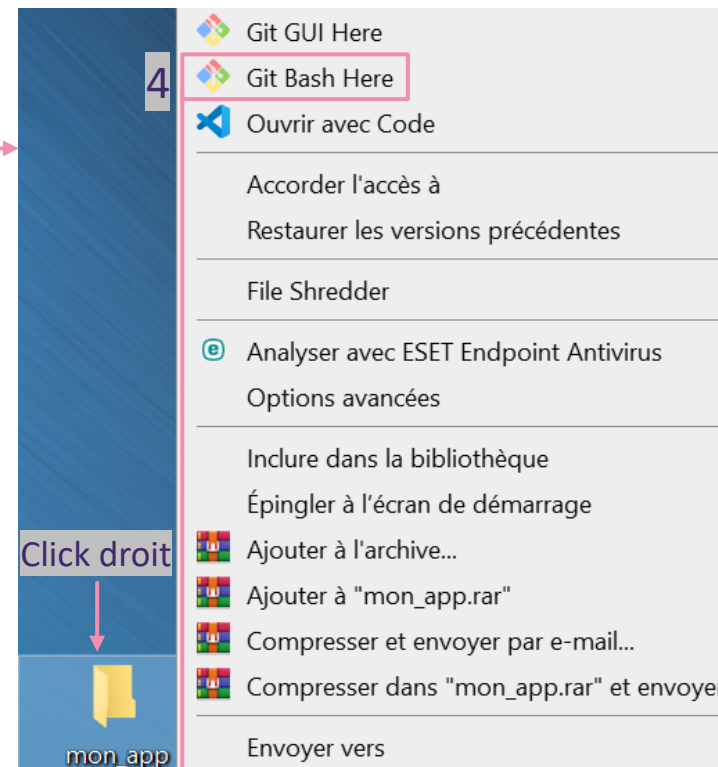 Git GUI Here
4
Git Bash Here
Ouvrir avec Code
Accorder l'accès à
Restaurer les versions précédentes
File Shredder
Analyser avec ESET Endpoint Antivirus
Options avancées
Inclure dans la bibliothèque
Épingler à l'écran de démarrage
Click droit
Ajouter à l'archive...
Ajouter à "mon_app.rar"
Compresser et envoyer par e-mail...
Compresser dans "mon_app.rar" et envoyer
Envoyer vers
mon_app